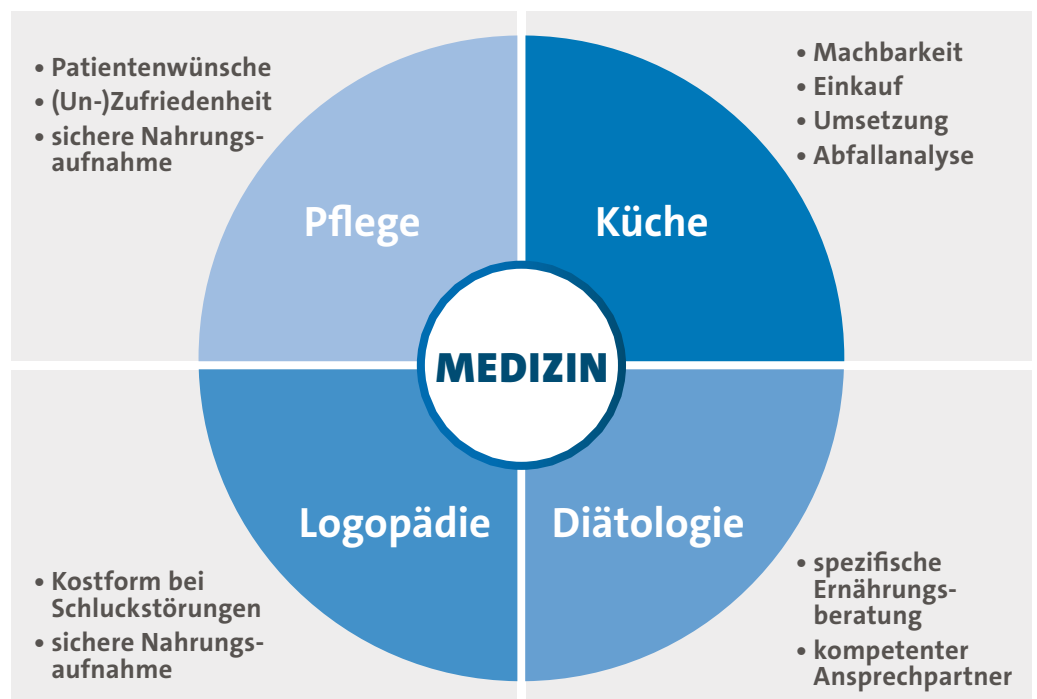 • Patientenwünsche
• (Un-)Zufriedenheit
• sichere Nahrungs-
aufnahme
• Machbarkeit
• Einkauf
• Umsetzung
• Abfallanalyse
Pflege
Küche
MEDIZIN
Logopädie
Diätologie
• Kostform bei
Schluckstörungen
• sichere Nahrungs-
aufnahme
• spezifische
Ernährungs-
beratung
• kompetenter
Ansprechpartner